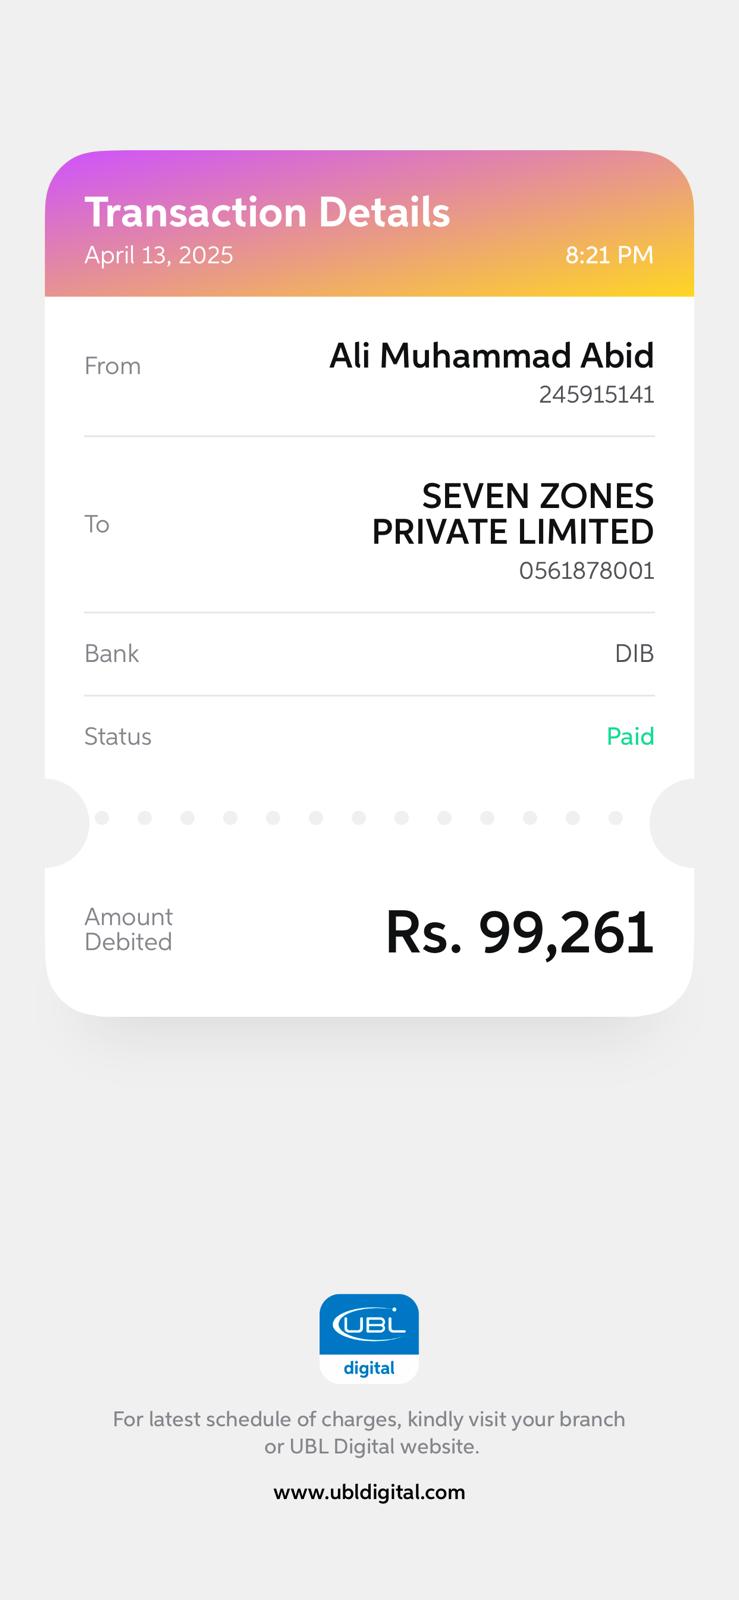 Transaction Details
April 13, 2025 8:21 PM
From
Ali Muhammad Abid
245915141
To
SEVEN ZONES
PRIVATE LIMITED
0561878001
Bank DIB
Status Paid
Amount
Debited
Rs. 99,261
UBL
digital
For latest schedule of charges, kindly visit your branch
or UBL Digital website.
www.ubldigital.com